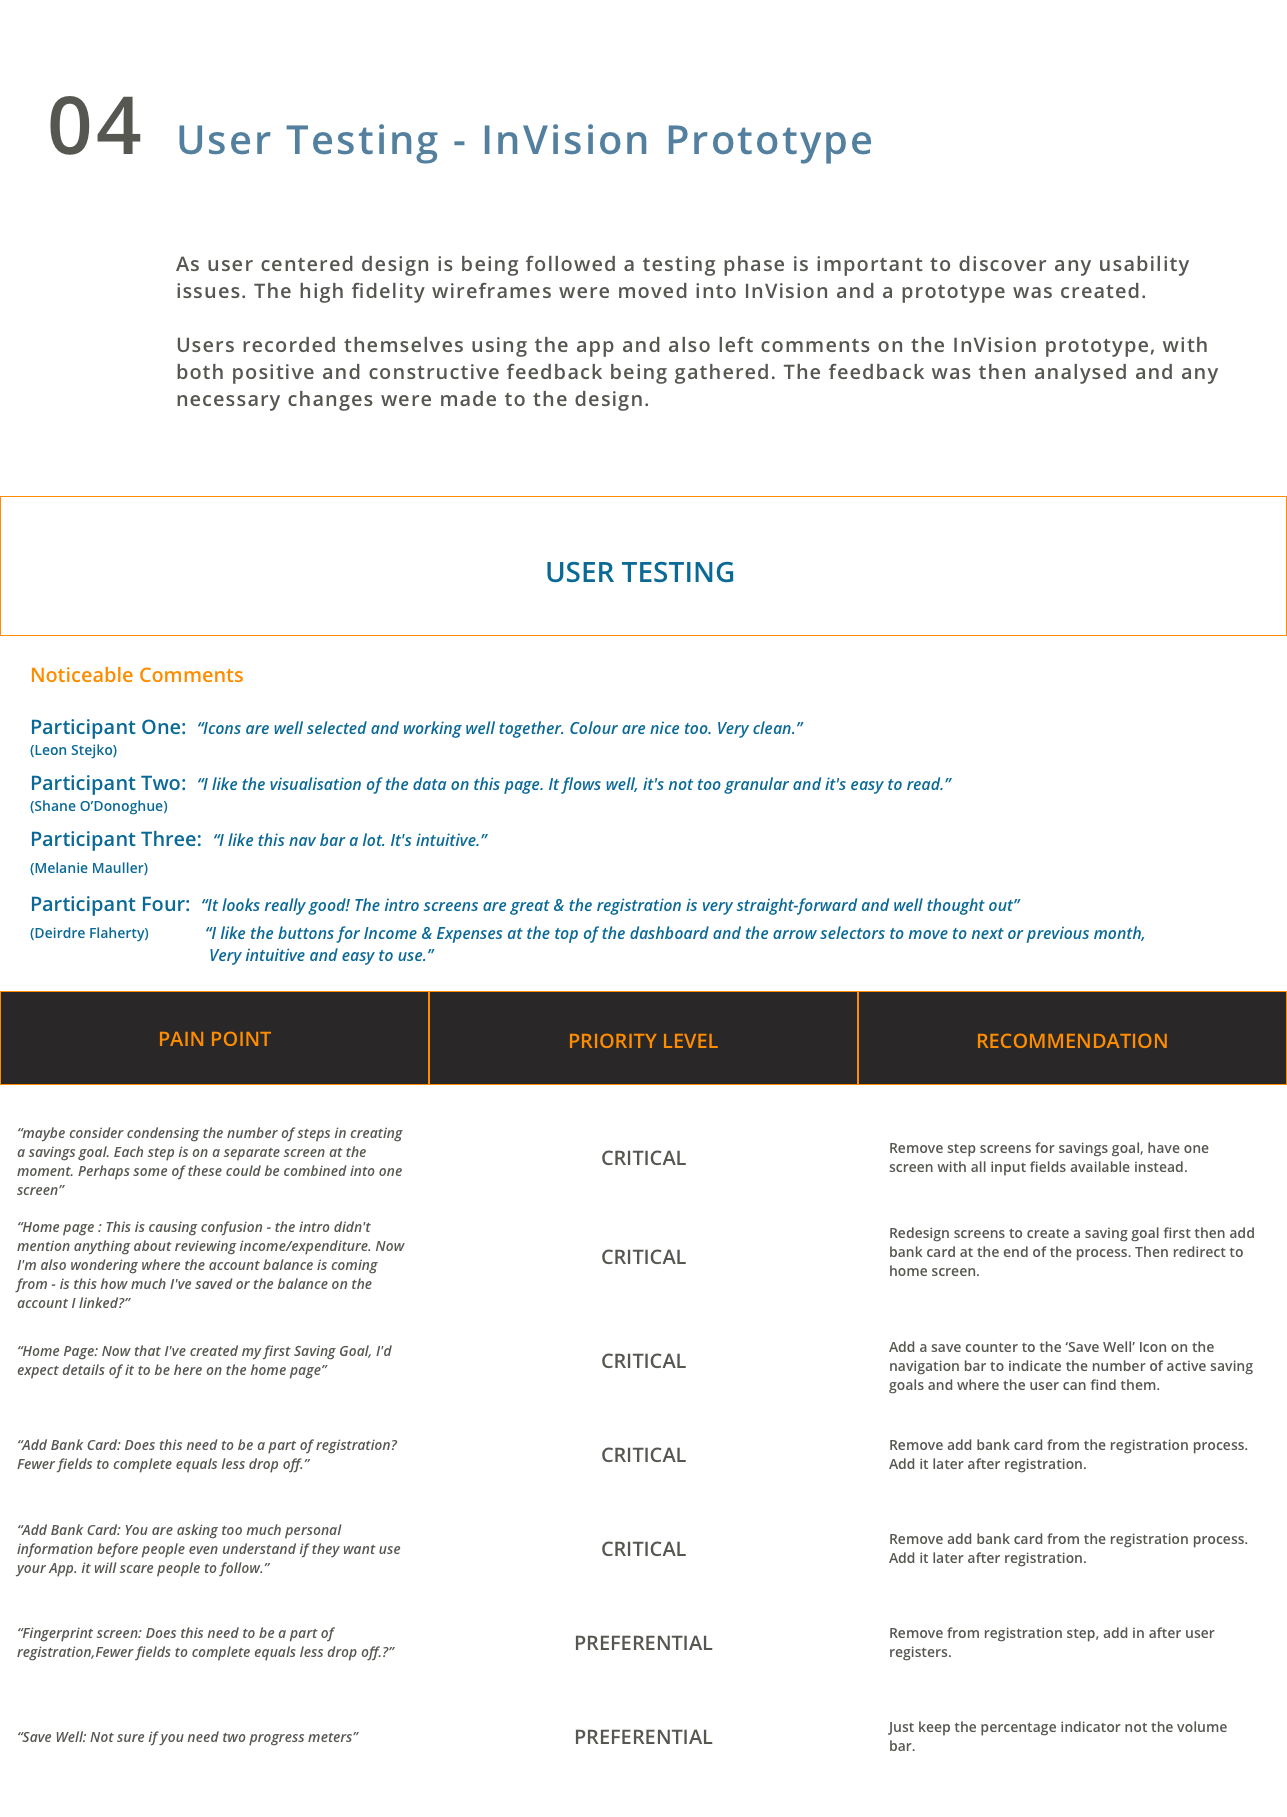 04 User Testing - InVision Prototype
As user centered design is being followed a testing phase is important to discover any usability
issues. The high fidelity wireframes were moved into InVision and a prototype was created.
Users recorded themselves using the app and also left comments on the InVision prototype, with
both positive and constructive feedback being gathered. The feedback was then analysed and any
necessary changes were made to the design.
USER TESTING
Noticeable Comments
Participant One: “Icons are well selected and working well together. Colour are nice too. Very clean.”
(Leon Stejko)
Participant Two: “I like the visualisation of the data on this page. It flows well, it's not too granular and it's easy to read.”
(Shane O’Donoghue)
Participant Three: “I like this nav bar a lot. It's intuitive.”
(Melanie Mauller)
Participant Four: “It looks really good! The intro screens are great & the registration is very straight-forward and well thought out”
(Deirdre Flaherty) “I like the buttons for Income & Expenses at the top of the dashboard and the arrow selectors to move to next or previous month,
Very intuitive and easy to use.”
PAIN POINT
PRIORITY LEVEL
RECOMMENDATION
“maybe consider condensing the number of steps in creating
a savings goal. Each step is on a separate screen at the
moment. Perhaps some of these could be combined into one
screen”
CRITICAL
Remove step screens for savings goal, have one
screen with all input fields available instead.
“Home page : This is causing confusion - the intro didn't
mention anything about reviewing income/expenditure. Now
I'm also wondering where the account balance is coming
from - is this how much I've saved or the balance on the
account I linked?”
CRITICAL
Redesign screens to create a saving goal first then add
bank card at the end of the process. Then redirect to
home screen.
“Home Page: Now that I've created my first Saving Goal, I'd
expect details of it to be here on the home page”
CRITICAL
Add a save counter to the ‘Save Well’ Icon on the
navigation bar to indicate the number of active saving
goals and where the user can find them.
“Add Bank Card: Does this need to be a part of registration?
Fewer fields to complete equals less drop off.”
CRITICAL
Remove add bank card from the registration process.
Add it later after registration.
“Add Bank Card: You are asking too much personal
information before people even understand if they want use
your App. it will scare people to follow.”
CRITICAL
Remove add bank card from the registration process.
Add it later after registration.
“Fingerprint screen: Does this need to be a part of
registration,Fewer fields to complete equals less drop off.?”
PREFERENTIAL
Remove from registration step, add in after user
registers.
“Save Well: Not sure if you need two progress meters”
PREFERENTIAL
Just keep the percentage indicator not the volume
bar.